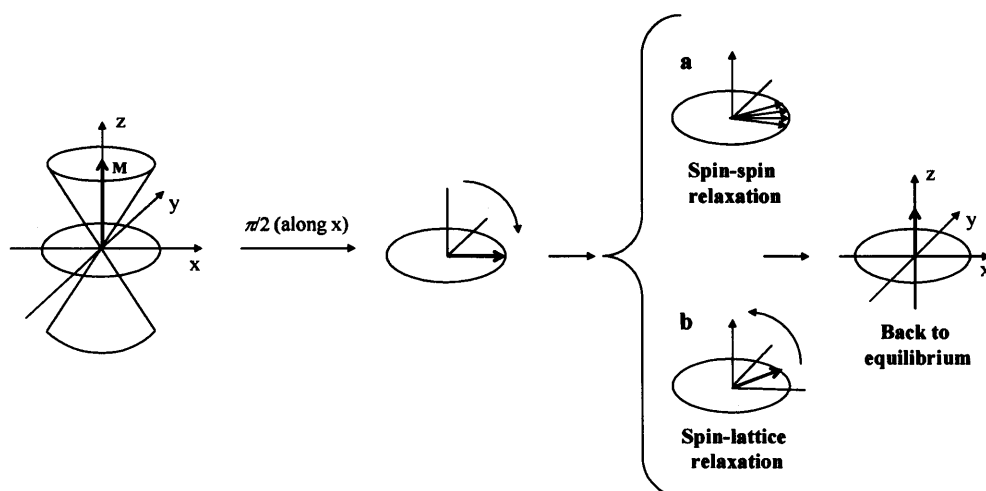 z
M
y
x
π/2 (along x)
a
Spin-spin
relaxation
b
Spin-lattice
relaxation
z
y
x
Back to
equilibrium